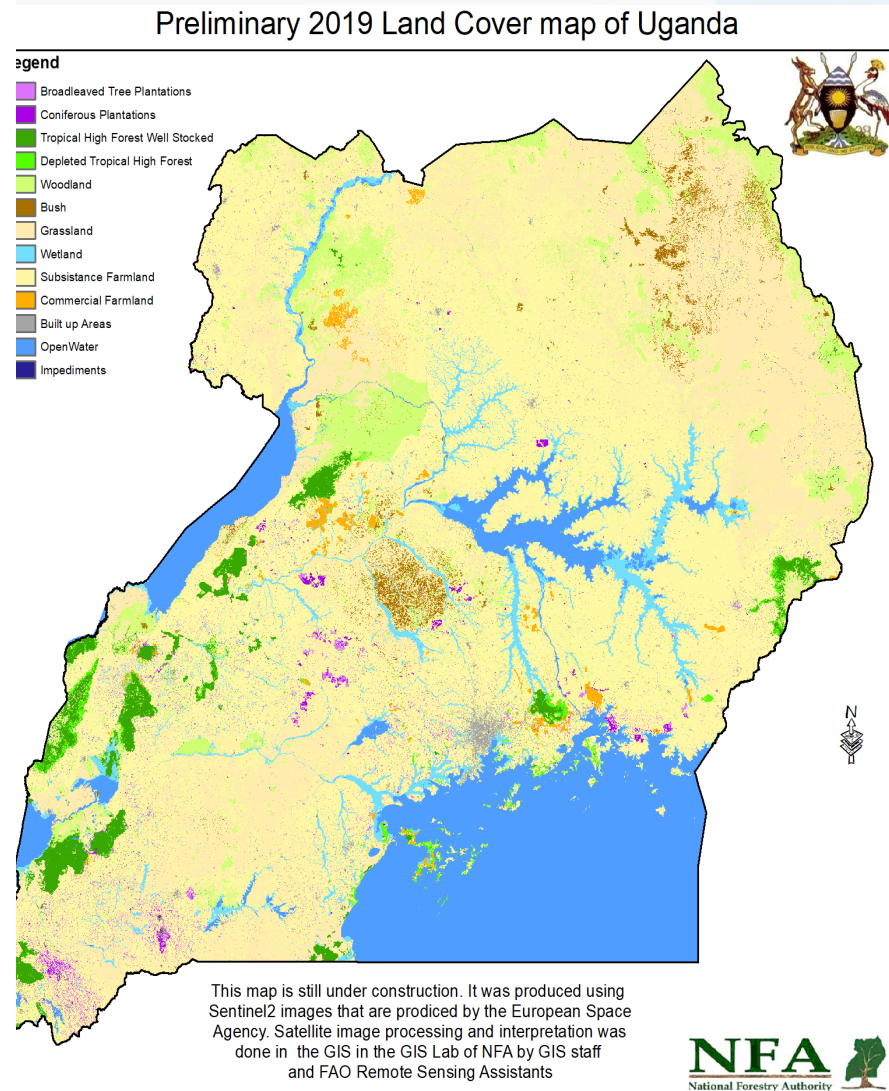 Preliminary 2019 Land Cover map of Uganda
egend
Broadleaved Tree Plantations
Coniferous Plantations
Tropical High Forest Well Stocked
Depleted Tropical High Forest
Woodland
Bush
Grassland
Wetland
Subsistance Farmland
Commercial Farmland
Built up Areas
OpenWater
Impediments
N
This map is still under construction. It was produced using
Sentinel2 images that are prodiced by the European Space
Agency. Satellite image processing and interpretation was
done in the GIS in the GIS Lab of NFA by GIS staff
and FAO Remote Sensing Assistants
NFA
National Forestry Authority